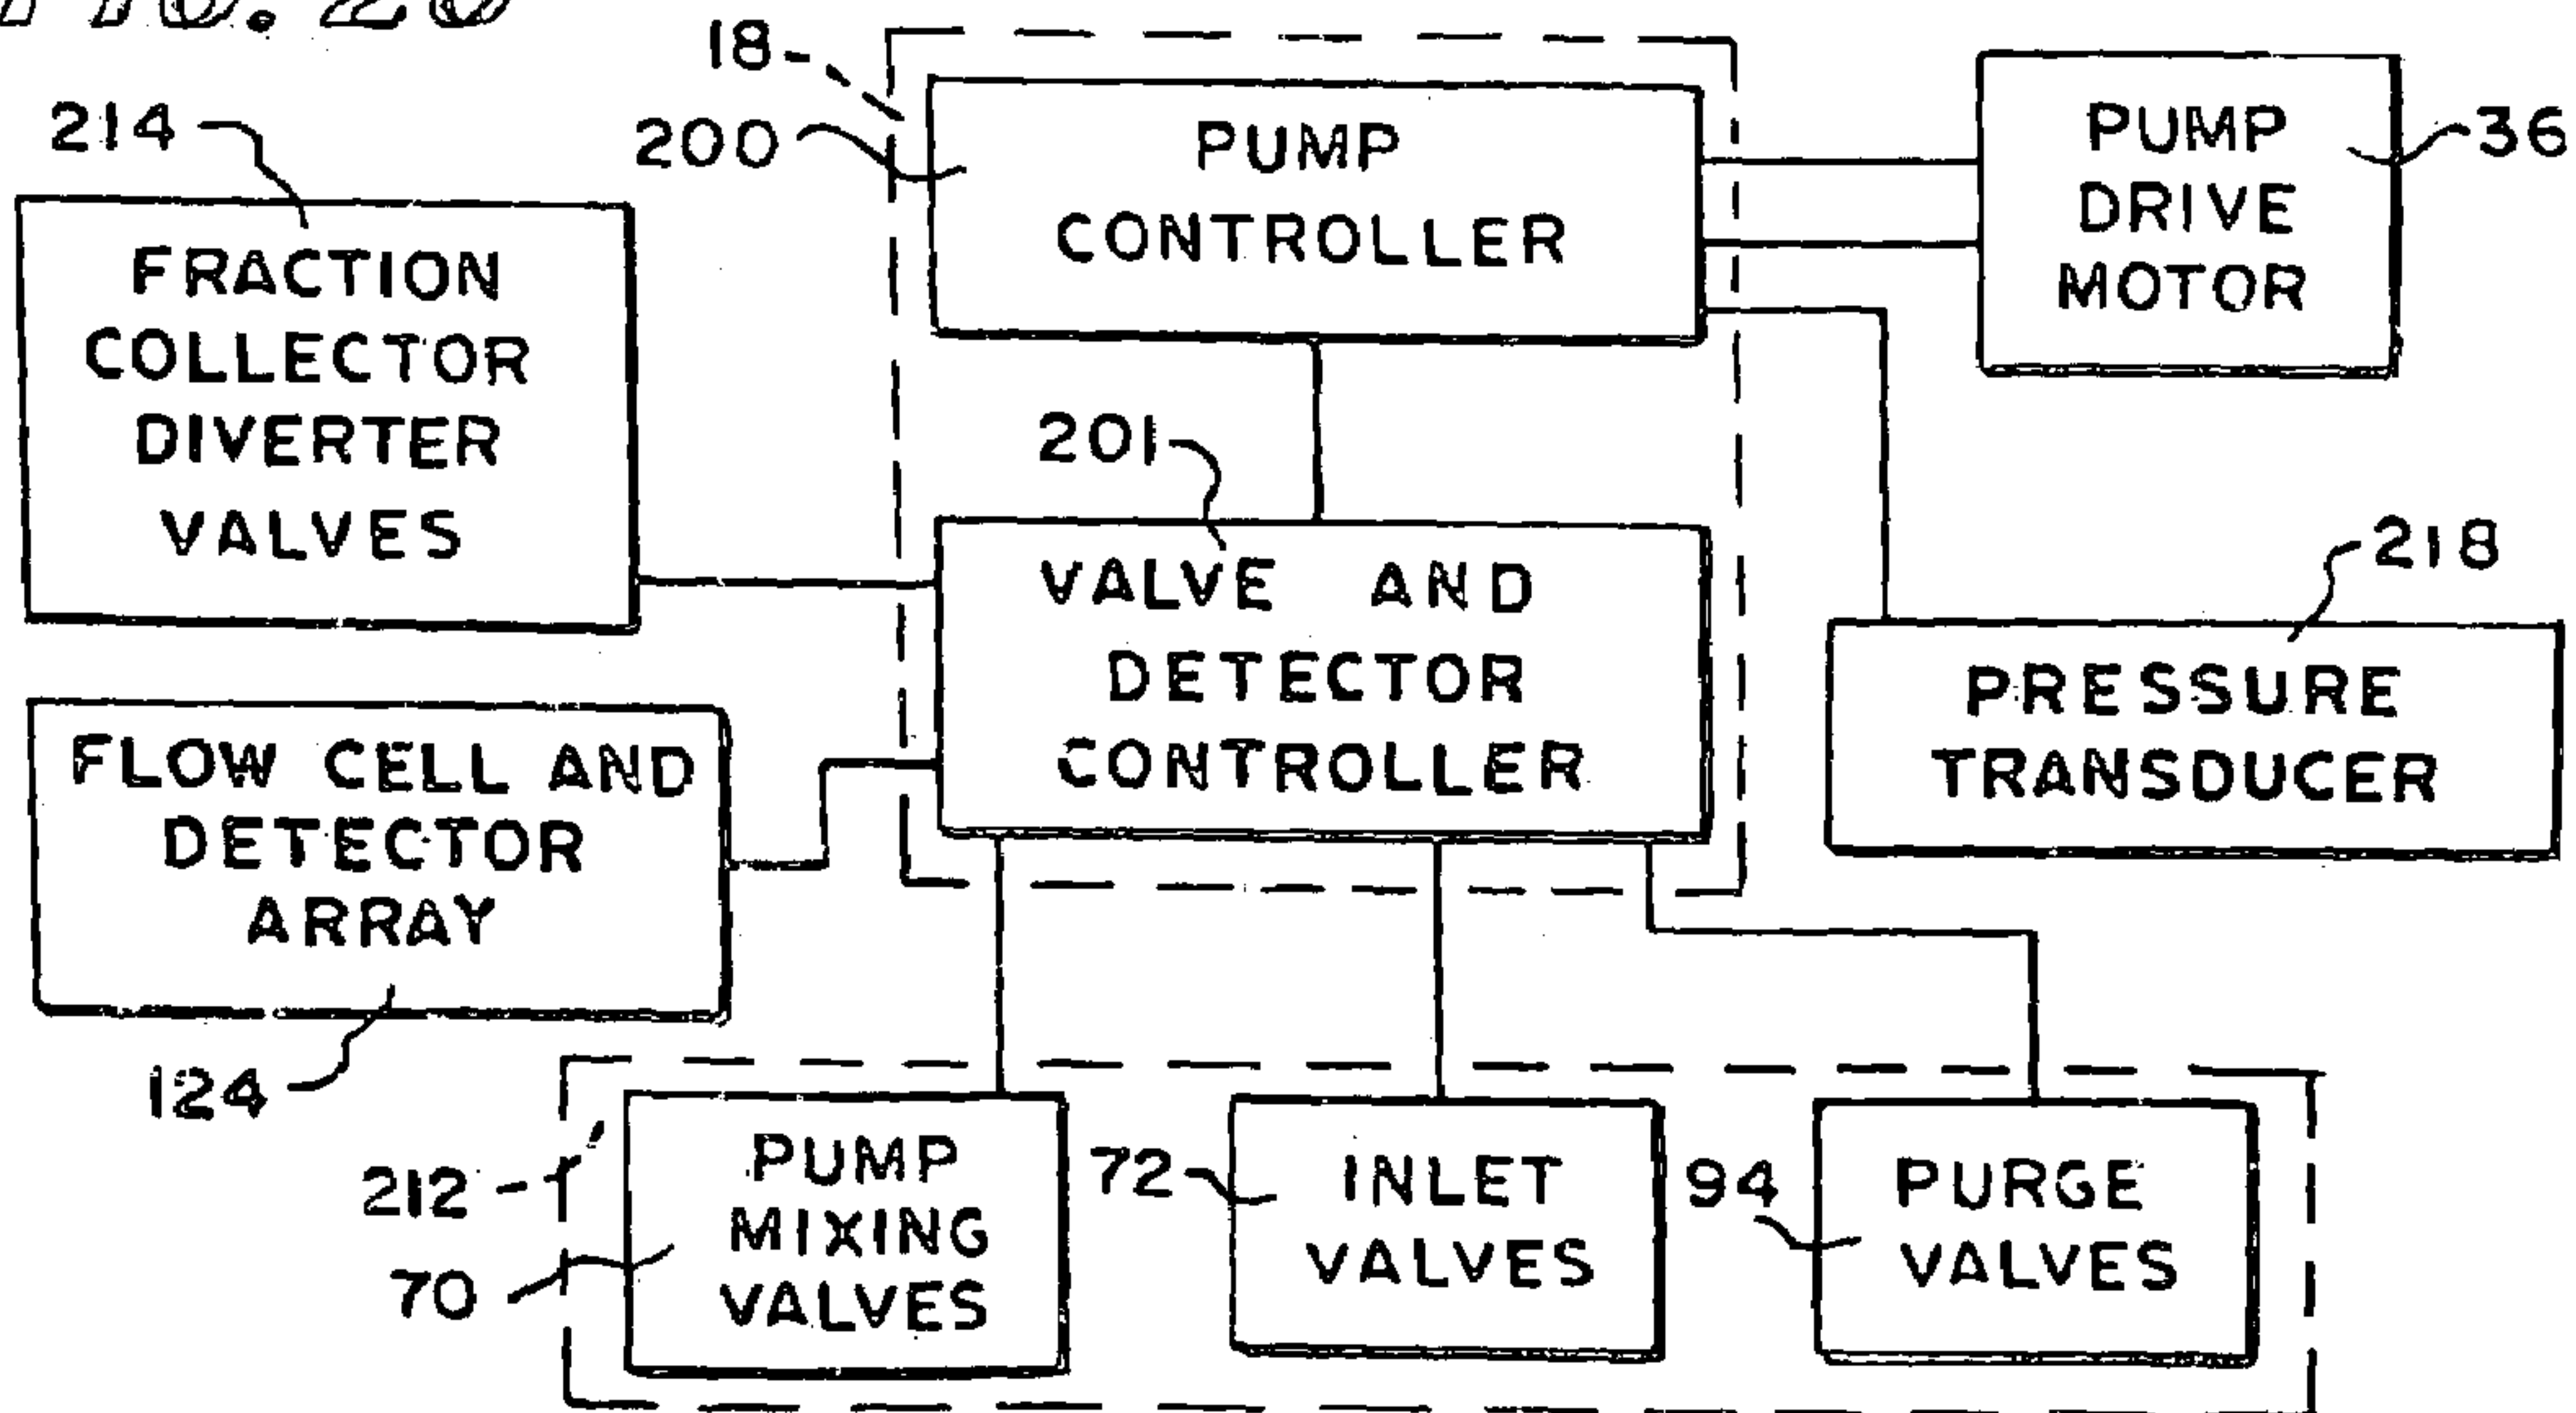 FIG. 20
18
200
PUMP
CONTROLLER
PUMP
DRIVE
MOTOR
36
214
FRACTION
COLLECTOR
DIVERTER
VALVES
201
VALVE AND
DETECTOR
CONTROLLER
218
PRESSURE
TRANSDUCER
FLOW CELL AND
DETECTOR
ARRAY
124
212
70
PUMP
MIXING
VALVES
72
INLET
VALVES
94
PURGE
VALVES